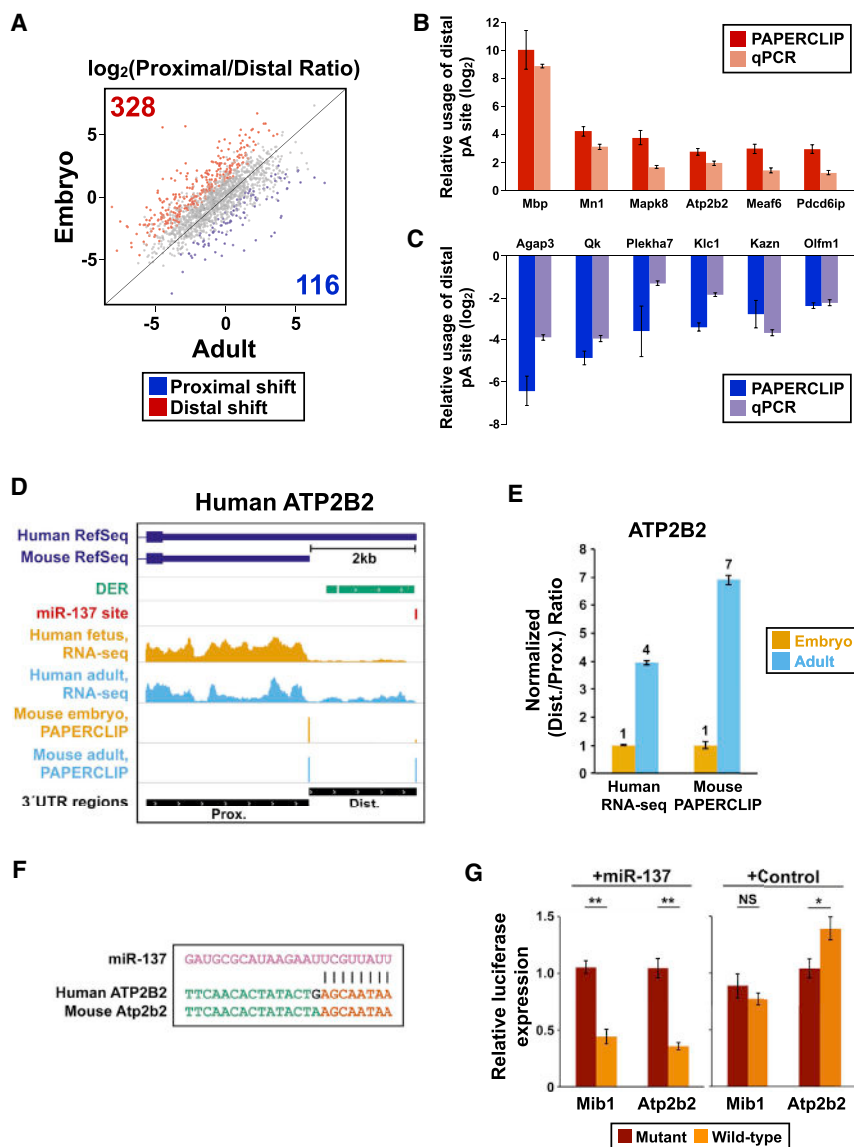 A
log2(Proximal/Distal Ratio)
328
116
Embryo
5
0
-5
-5
0
5
Adult
Proximal shift
Distal shift
B
Relative usage of distal
pA site (log2)
12
10
8
6
4
2
0
PAPERCLIP
qPCR
Mbp
Mn1
Mapk8
Atp2b2
Meaf6
Pdcd6ip
C
Agap3
Qk
Plekha7
Klc1
Kazn
Olfm1
Relative usage of distal
pA site (log2)
0
-2
-4
-6
-8
PAPERCLIP
qPCR
D
Human ATP2B2
Human RefSeq
Mouse RefSeq
2kb
DER
miR-137 site
Human fetus,
RNA-seq
Human adult,
RNA-seq
Mouse embryo,
PAPERCLIP
Mouse adult,
PAPERCLIP
3´UTR regions
Prox.
Dist.
E
ATP2B2
Normalized
(Dist./Prox.) Ratio
8
7
6
5
4
3
2
1
0
1
4
1
7
Human
RNA-seq
Mouse
PAPERCLIP
Embryo
Adult
F
miR-137
GAUGCGCAUAAGAAUUCGUUAUU
Human ATP2B2
TTCAACACTATACTGAGCAATAA
Mouse Atp2b2
TTCAACACTATACTAAGCAATAA
G
+miR-137
+Control
**
**
NS
*
Relative luciferase
expression
1.5
1.0
0.5
0
Mib1
Atp2b2
Mib1
Atp2b2
Mutant
Wild-type